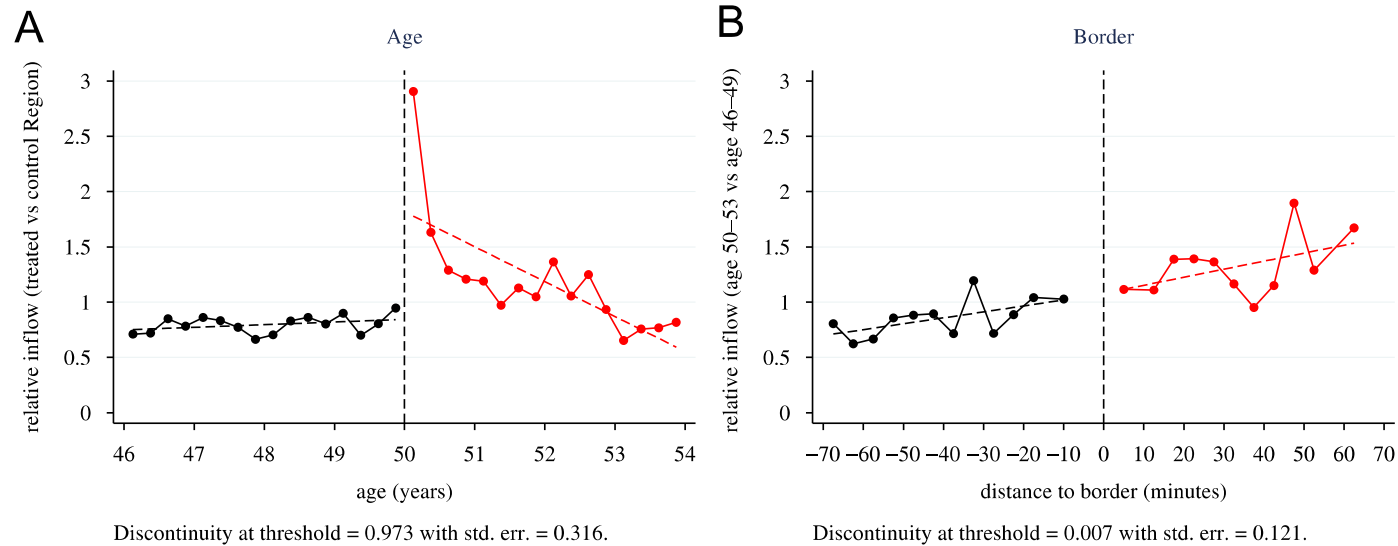 A
Age
relative inflow (treated vs control Region)
3
2.5
2
1.5
1
0.5
0
46 47 48 49 50 51 52 53 54
age (years)
Discontinuity at threshold = 0.973 with std. err. = 0.316.
B
Border
relative inflow (age 50–53 vs age 46–49)
3
2.5
2
1.5
1
0.5
0
−70 −60 −50 −40 −30 −20 −10 0 10 20 30 40 50 60 70
distance to border (minutes)
Discontinuity at threshold = 0.007 with std. err. = 0.121.